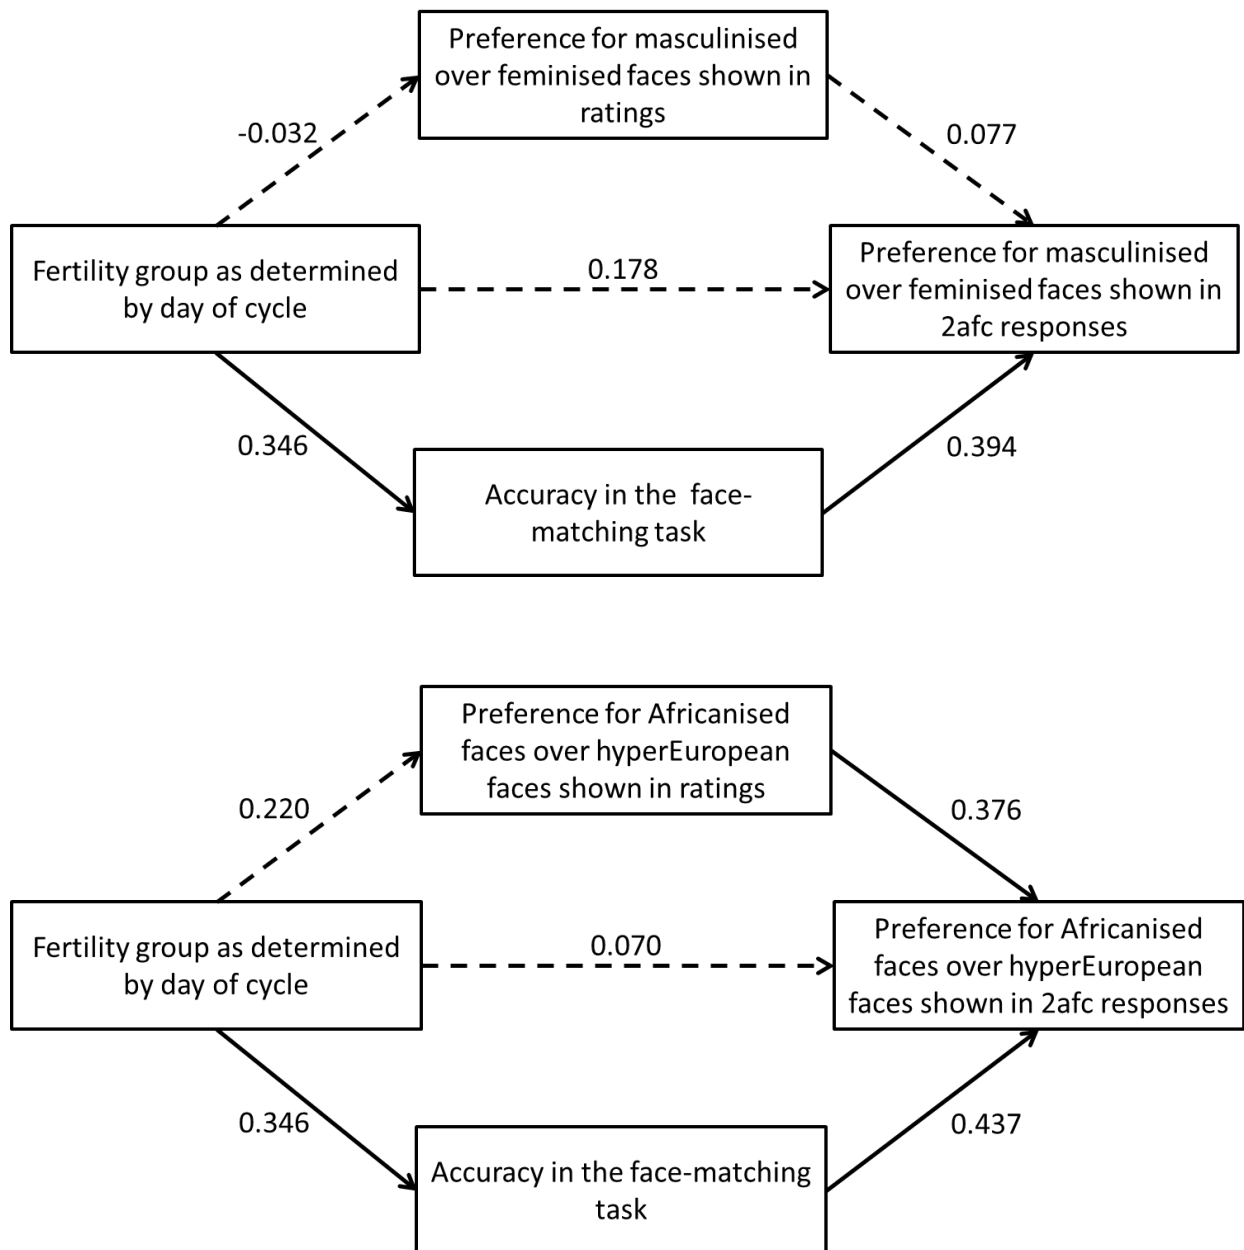 Preference for masculinised
over feminised faces shown in
ratings
-0.032
0.077
Fertility group as determined
by day of cycle
0.178
Preference for masculinised
over feminised faces shown in
2afc responses
0.346
0.394
Accuracy in the face-
matching task
Preference for Africanised
faces over hyperEuropean
faces shown in ratings
0.220
0.376
Fertility group as determined
by day of cycle
0.070
Preference for Africanised
faces over hyperEuropean
faces shown in 2afc responses
0.346
0.437
Accuracy in the face-matching
task